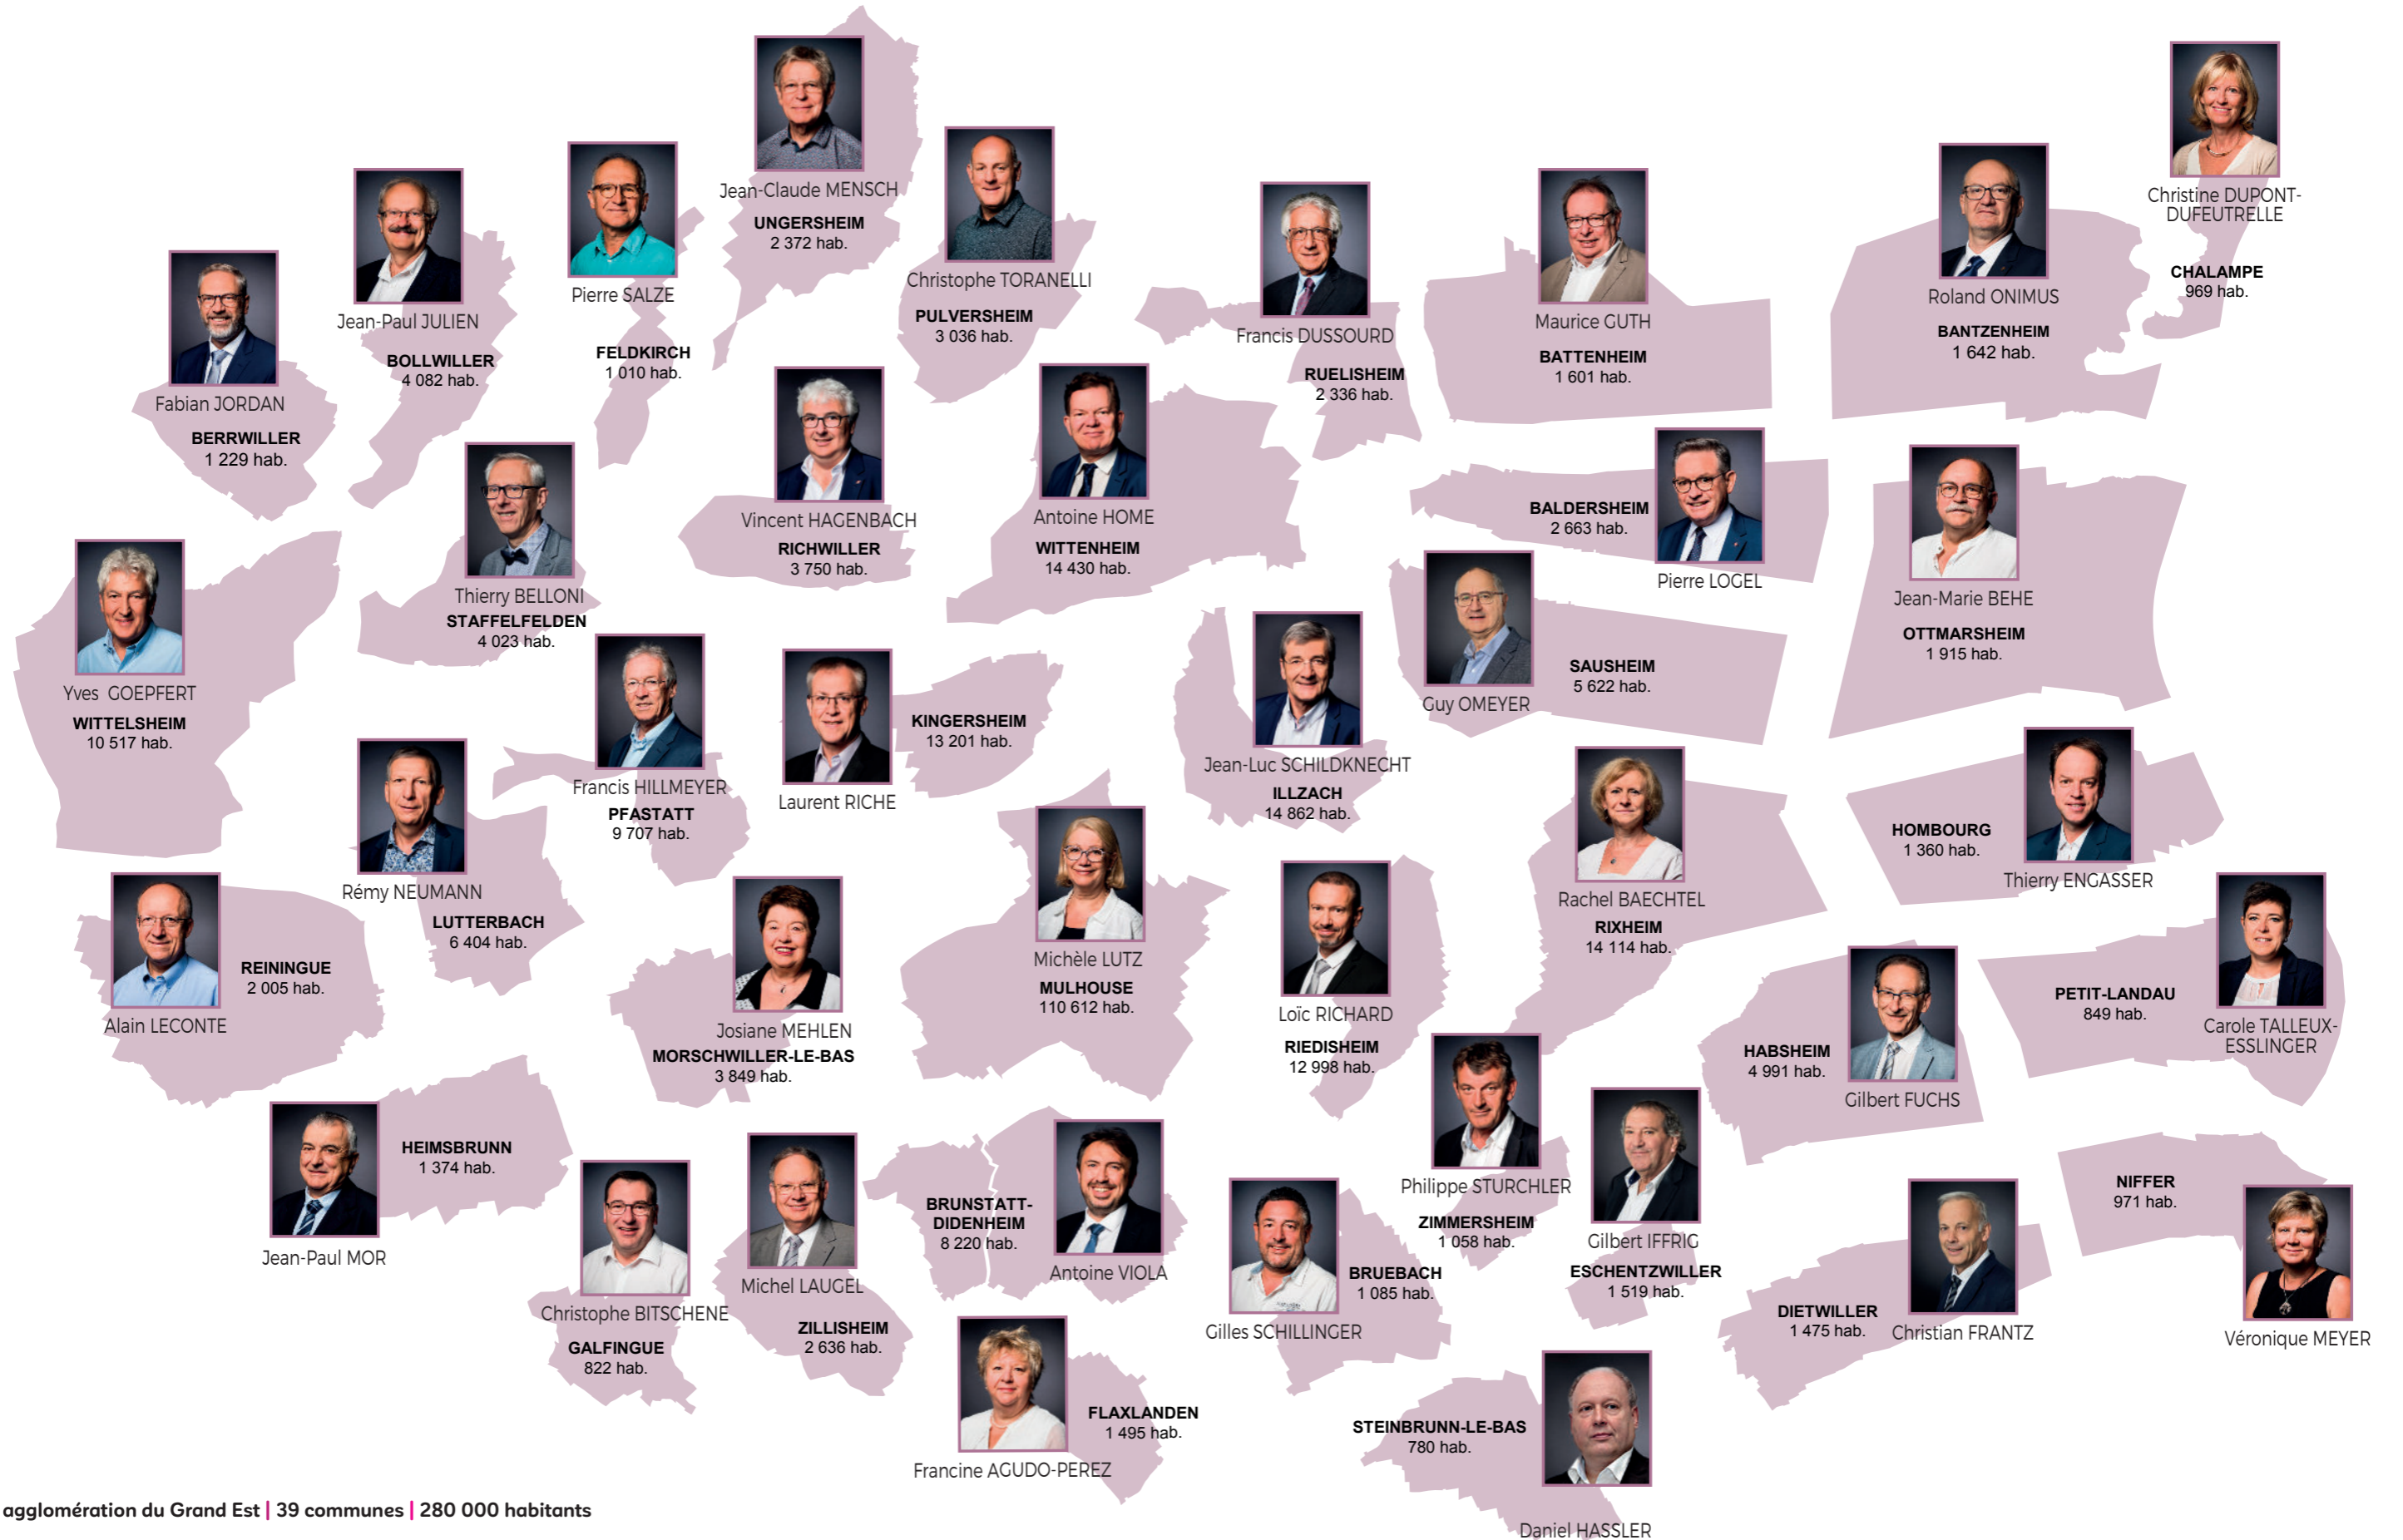 Jean-Claude MENSCH
UNGERSHEIM
2 372 hab.
Christophe TORANELLI
PULVERSHEIM
3 036 hab.
Christine DUPONT-
DUFEUTRELLE
CHALAMPE
969 hab.
Roland ONIMUS
BANTZENHEIM
1 642 hab.
Maurice GUTH
BATTENHEIM
1 601 hab.
Francis DUSSOURD
RUELISHEIM
2 336 hab.
Pierre SALZE
FELDKIRCH
1 010 hab.
Jean-Paul JULIEN
BOLLWILLER
4 082 hab.
Fabian JORDAN
BERRWILLER
1 229 hab.
Vincent HAGENBACH
RICHWILLER
3 750 hab.
Antoine HOME
WITTENHEIM
14 430 hab.
BALDERSHEIM
2 663 hab.
Pierre LOGEL
Jean-Marie BEHE
OTTMARSHEIM
1 915 hab.
Thierry BELLONI
STAFFELFELDEN
4 023 hab.
Yves GOEPFERT
WITTELSHEIM
10 517 hab.
Guy OMEYER
SAUSHEIM
5 622 hab.
Francis HILLMEYER
PFASTATT
9 707 hab.
Laurent RICHE
KINGERSHEIM
13 201 hab.
Jean-Luc SCHILDKNECHT
ILLZACH
14 862 hab.
HOMBOURG
1 360 hab.
Thierry ENGASSER
Rémy NEUMANN
LUTTERBACH
6 404 hab.
Rachel BAECHTEL
RIXHEIM
14 114 hab.
REININGUE
2 005 hab.
Alain LECONTE
Josiane MEHLEN
MORSCHWILLER-LE-BAS
3 849 hab.
Michèle LUTZ
MULHOUSE
110 612 hab.
Loïc RICHARD
RIEDISHEIM
12 998 hab.
HABSHEIM
4 991 hab.
Gilbert FUCHS
PETIT-LANDAU
849 hab.
Carole TALLEUX-
ESSLINGER
HEIMSBRUNN
1 374 hab.
Jean-Paul MOR
Christophe BITSCHENE
GALFINGUE
822 hab.
Michel LAUGEL
ZILLISHEIM
2 636 hab.
BRUNSTATT-
DIDENHEIM
8 220 hab.
Antoine VIOLA
Philippe STURCHLER
ZIMMERSHEIM
1 058 hab.
Gilbert IFFRIG
ESCHENTZWILLER
1 519 hab.
NIFFER
971 hab.
Véronique MEYER
BRUEBACH
1 085 hab.
Gilles SCHILLINGER
DIETWILLER
1 475 hab.
Christian FRANTZ
FLAXLANDEN
1 495 hab.
Francine AGUDO-PEREZ
STEINBRUNN-LE-BAS
780 hab.
Daniel HASSLER
agglomération du Grand Est | 39 communes | 280 000 habitants